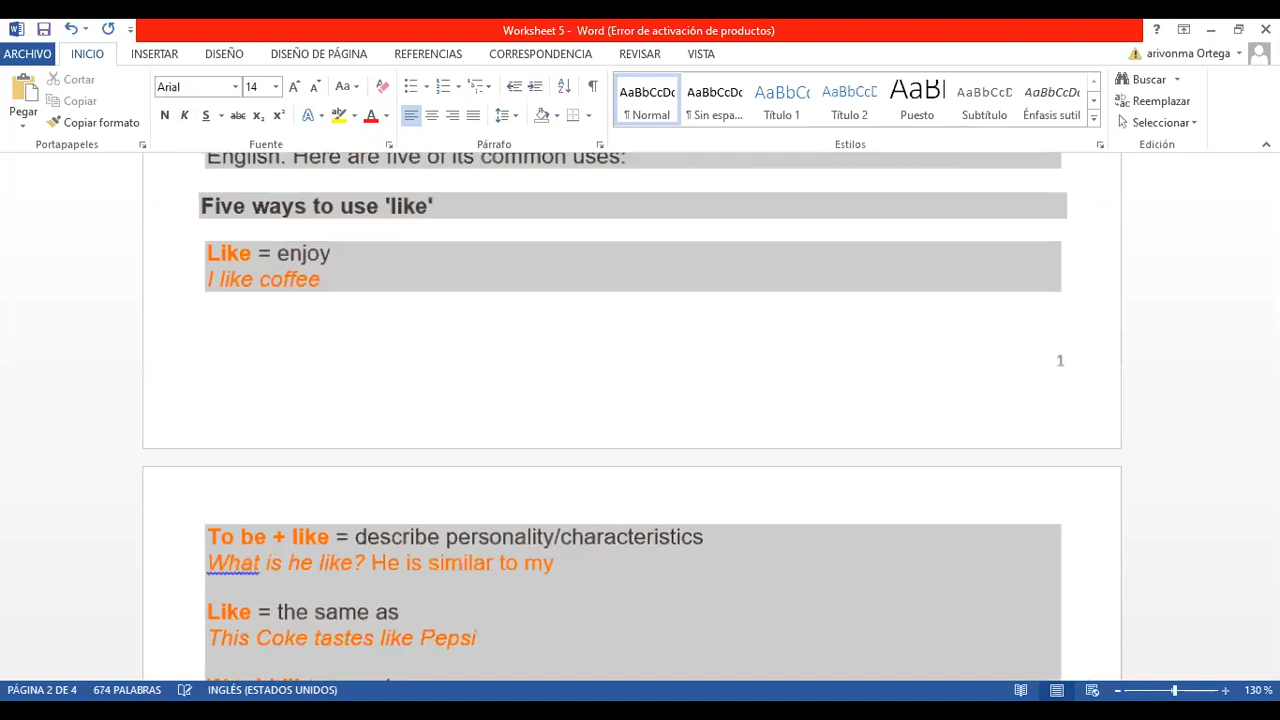 Worksheet 5 - Word (Error de activación de productos)
ARCHIVO INICIO INSERTAR DISEÑO DISEÑO DE PÁGINA REFERENCIAS CORRESPONDENCIA REVISAR VISTA arivonma Ortega
Pegar
Cortar
Copiar
Copiar formato
Portapapeles
Arial 14
N K S abc x₂ x²
Fuente
Párrafo
AaBbCcDc AaBbCcDc AaBbCc AaBbCcD AaBl AaBbCcD AaBbCcDc
¶ Normal ¶ Sin espa... Título 1 Título 2 Puesto Subtítulo Énfasis sutil
Estilos
Buscar
Reemplazar
Seleccionar
Edición
English. Here are five of its common uses:
Five ways to use 'like'
Like = enjoy
I like coffee
1
To be + like = describe personality/characteristics
What is he like? He is similar to my
Like = the same as
This Coke tastes like Pepsi
PÁGINA 2 DE 4 674 PALABRAS INGLÉS (ESTADOS UNIDOS) 130 %